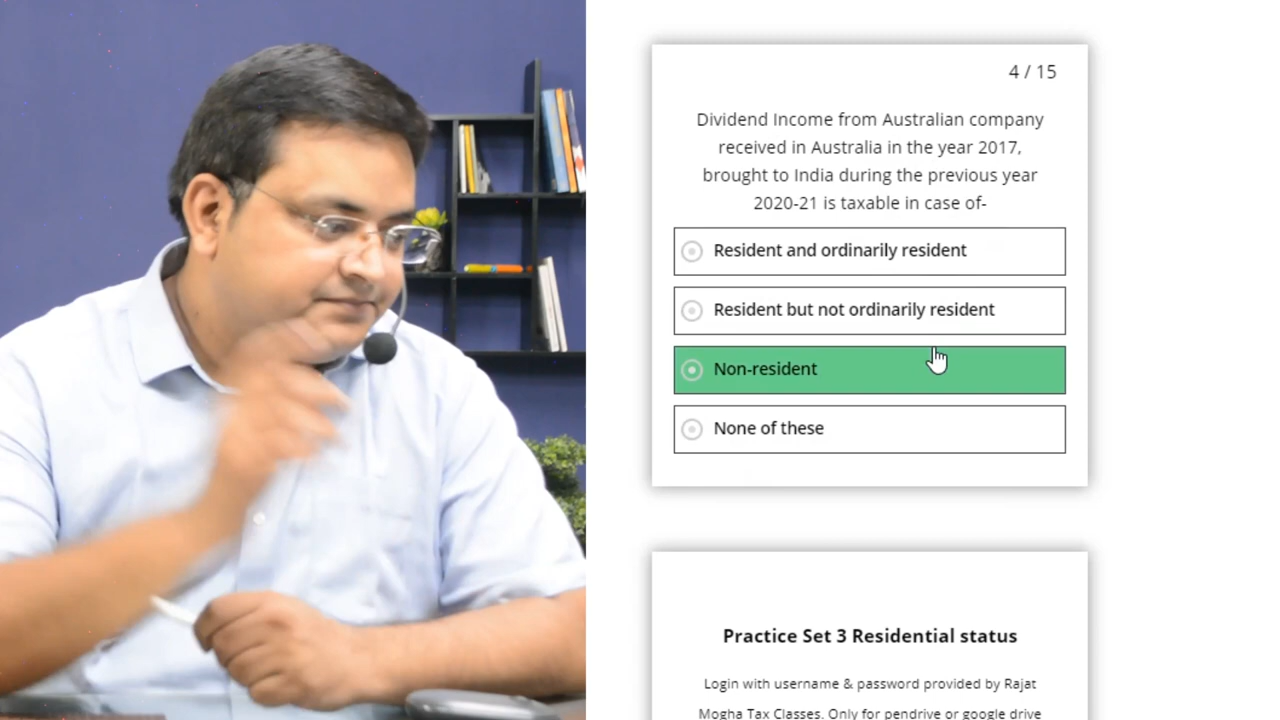 4 / 15
Dividend Income from Australian company
received in Australia in the year 2017,
brought to India during the previous year
2020-21 is taxable in case of-
Resident and ordinarily resident
Resident but not ordinarily resident
Non-resident
None of these
Practice Set 3 Residential status
Login with username & password provided by Rajat
Mogha Tax Classes. Only for pendrive or google drive